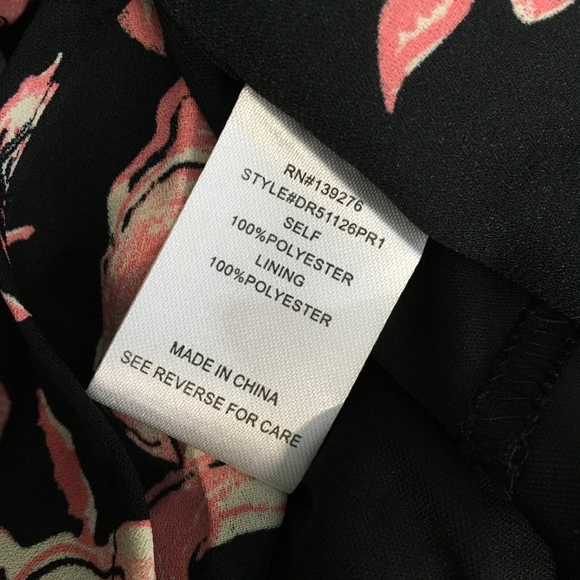 RN#139276
STYLE#DR51126PR1
SELF
100%POLYESTER
LINING
100%POLYESTER
MADE IN CHINA
SEE REVERSE FOR CARE